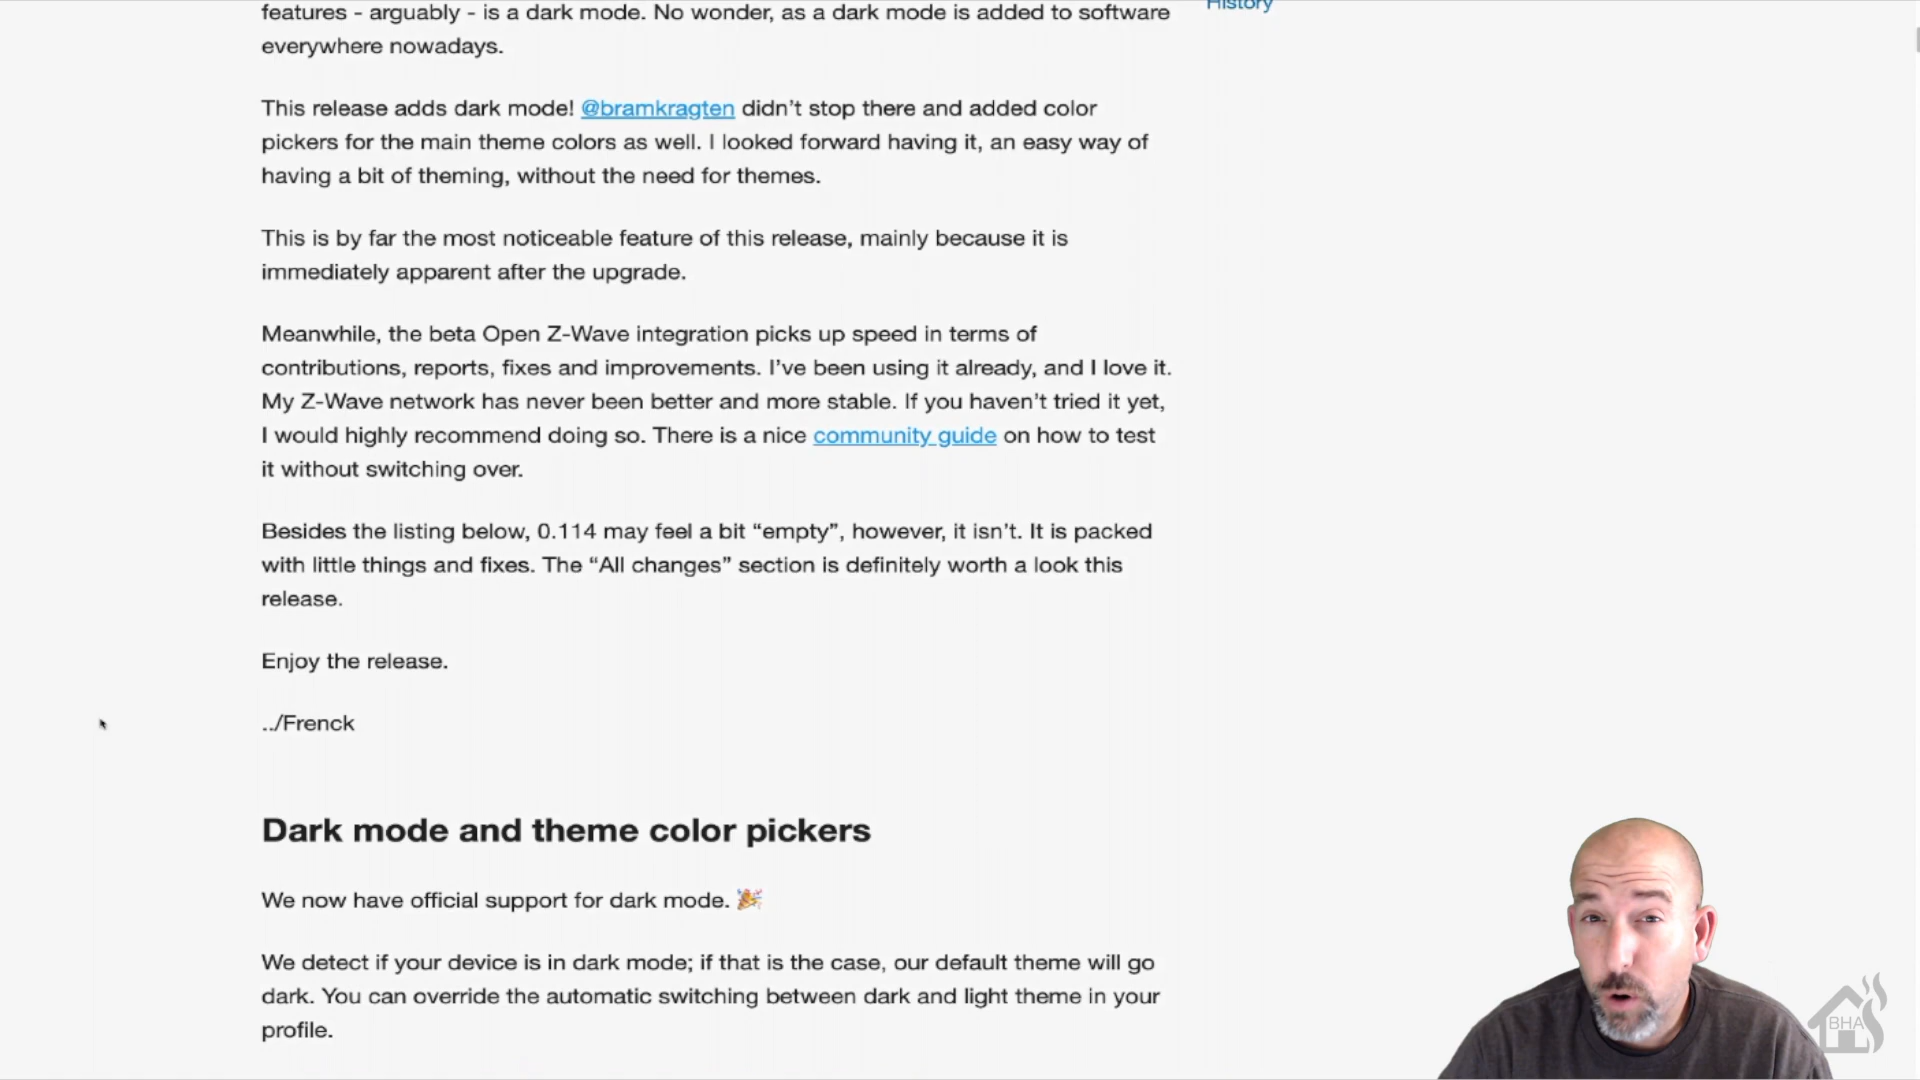 History
features - arguably - is a dark mode. No wonder, as a dark mode is added to software
everywhere nowadays.
This release adds dark mode! @bramkragten didn’t stop there and added color
pickers for the main theme colors as well. I looked forward having it, an easy way of
having a bit of theming, without the need for themes.
This is by far the most noticeable feature of this release, mainly because it is
immediately apparent after the upgrade.
Meanwhile, the beta Open Z-Wave integration picks up speed in terms of
contributions, reports, fixes and improvements. I’ve been using it already, and I love it.
My Z-Wave network has never been better and more stable. If you haven’t tried it yet,
I would highly recommend doing so. There is a nice community guide on how to test
it without switching over.
Besides the listing below, 0.114 may feel a bit “empty”, however, it isn’t. It is packed
with little things and fixes. The “All changes” section is definitely worth a look this
release.
Enjoy the release.
../Frenck
Dark mode and theme color pickers
We now have official support for dark mode. 🎉
We detect if your device is in dark mode; if that is the case, our default theme will go
dark. You can override the automatic switching between dark and light theme in your
profile.
BHA